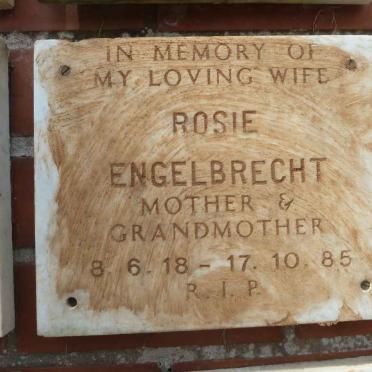 IN MEMORY OF
MY LOVING WIFE
ROSIE
ENGELBRECHT
MOTHER &
GRANDMOTHER
8. 6. 18 - 17. 10. 85
R. I. P.